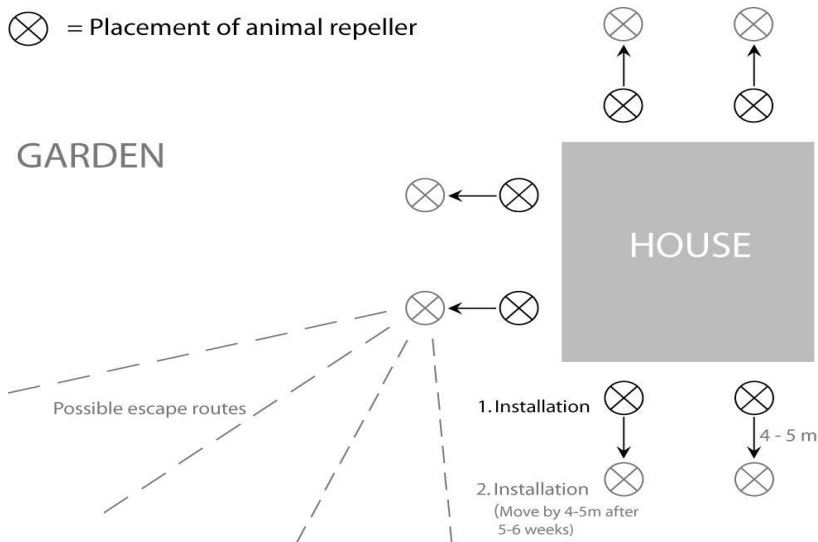 = Placement of animal repeller
GARDEN
HOUSE
Possible escape routes
1. Installation
4 - 5 m
2. Installation
(Move by 4-5m after
5-6 weeks)